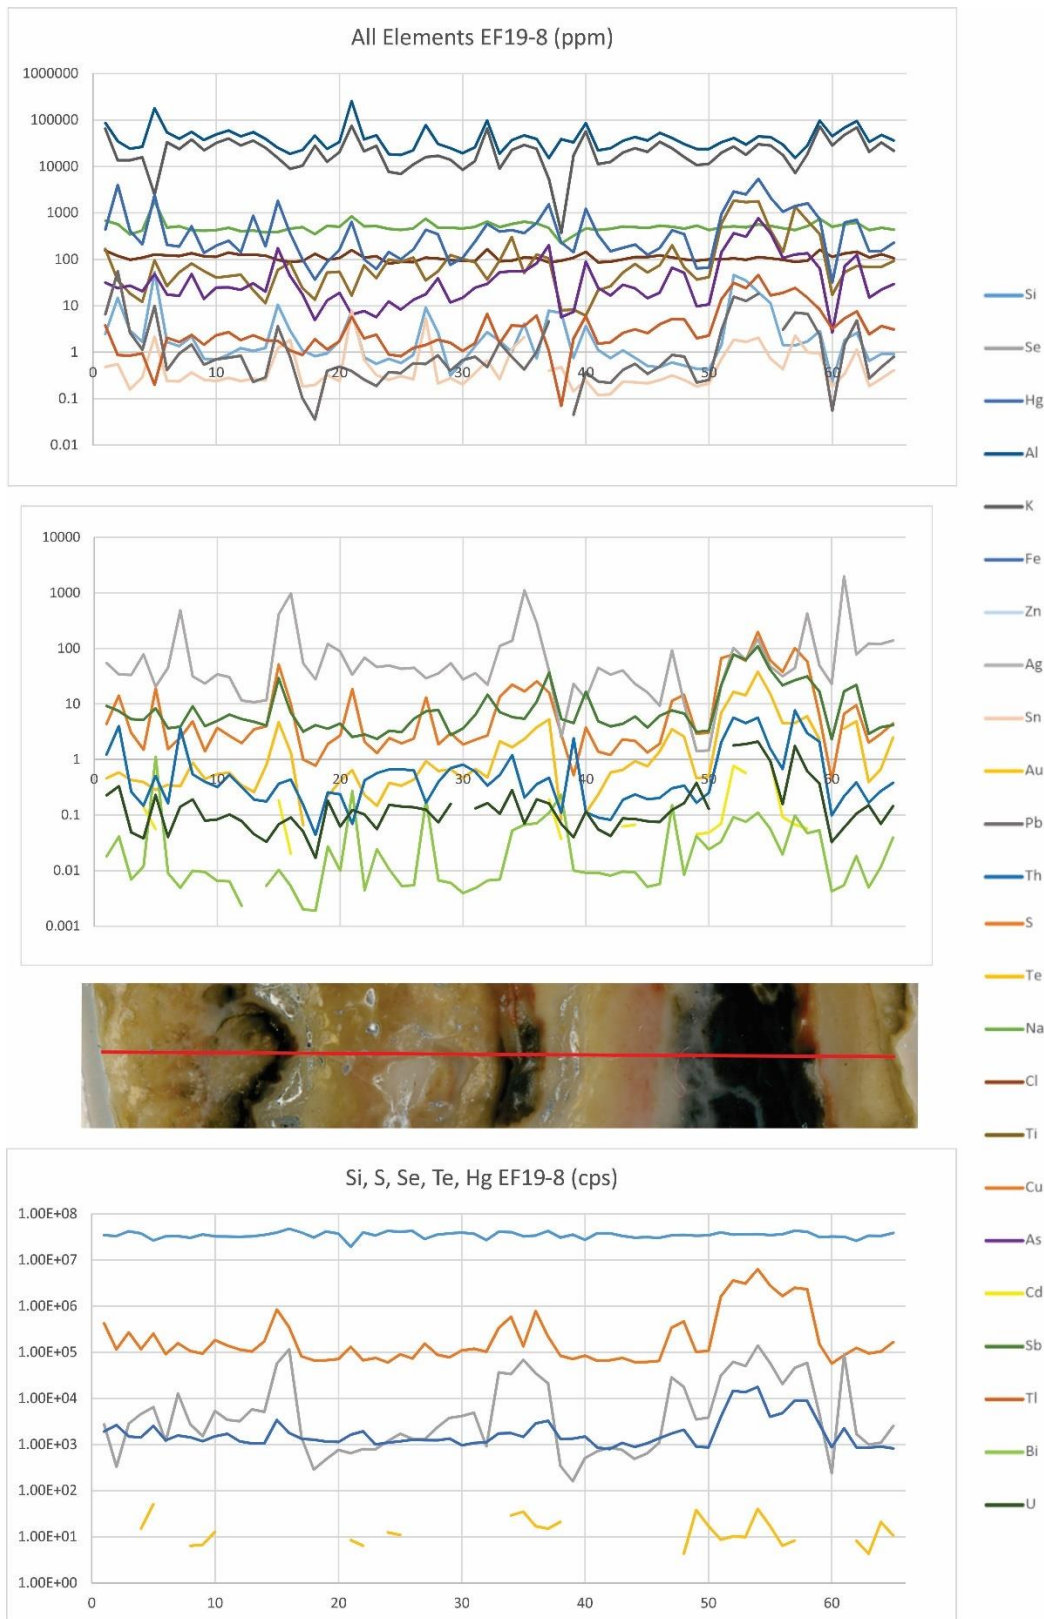 All Elements EF19-8 (ppm)
1000000
100000
10000
1000
100
10
1
0.1
0.01
0 10 20 30 40 50 60
10000
1000
100
10
1
0.1
0.01
0.001
0 10 20 30 40 50 60
Si, S, Se, Te, Hg EF19-8 (cps)
1.00E+08
1.00E+07
1.00E+06
1.00E+05
1.00E+04
1.00E+03
1.00E+02
1.00E+01
1.00E+00
0 10 20 30 40 50 60
Si
Se
Hg
Al
K
Fe
Zn
Ag
Sn
Au
Pb
Th
S
Te
Na
Cl
Ti
Cu
As
Cd
Sb
Tl
Bi
U